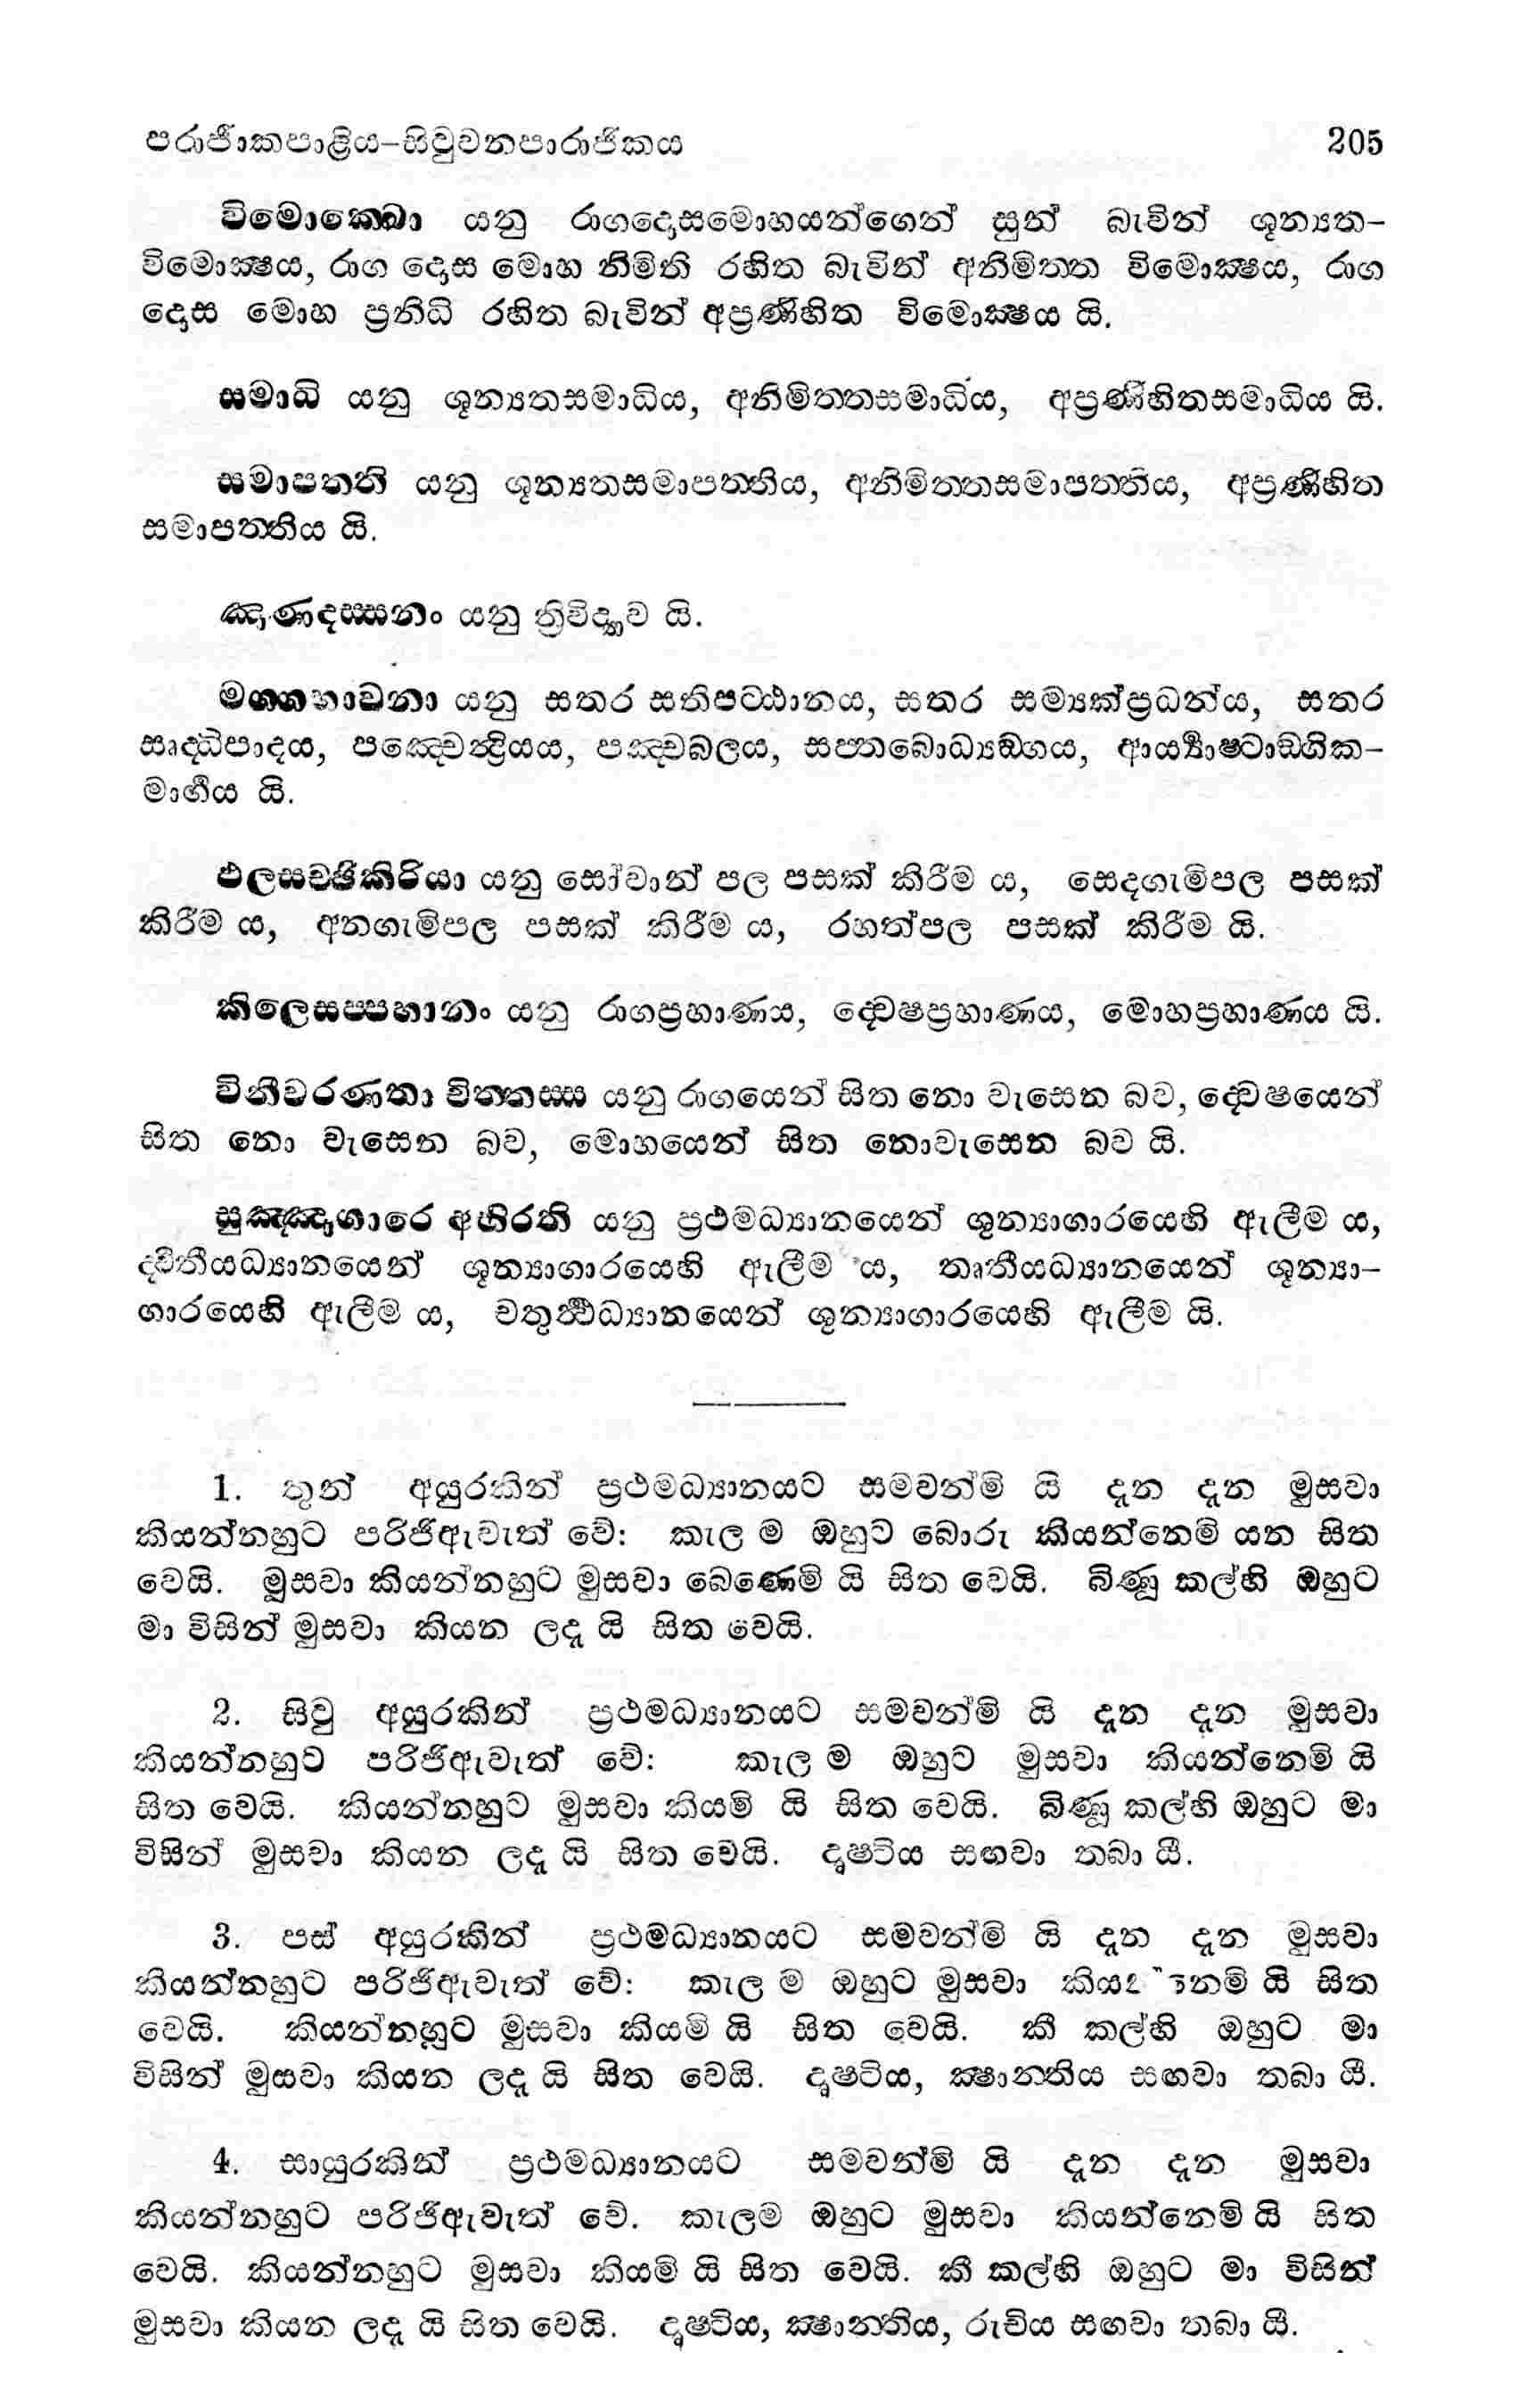 පරාජිාකපාළිය–සිවුවනපාරාජිකය 205
විමොක්ඛො යනු රාගදොසමොහයන්ගෙන් සුන් බැවින් ශූන්‍යත–
විමොක්‍ෂය, රාග දොස මොහ නිමිති රහිත බැවින් අනිමිත්ත විමොක්‍ෂය, රාග
දොස මොහ ප්‍රනිධි රහිත බැවින් අප්‍රණිහිත විමොක්‍ෂය යි.
සමාධි යනු ශූන්‍යතසමාධිය, අනිමිත්තසමාධිය, අප්‍රණිහිතසමාධිය යි.
සමාපත්ති යනු ශූන්‍යතසමාපත්තිය, අනිමිත්තසමාපත්තිය, අප්‍රණිහිත
සමාපත්තිය යි.
ඤාණදස්සනං යනු ත්‍රිවිද්‍යාව යි.
මග්ගභාවනා යනු සතර සතිපට්ඨානය, සතර සම්‍යක්ප්‍රධන්ය, සතර
සෘද්ධිපාදය, පඤ්චෙන්ද්‍රියය, පඤ්චබලය, සප්තබොධ්‍යඞ්ගය, ආර්‍ය්‍යාෂ්ටාඞ්ගික–
මාර්‍ගය යි.
ඵලසච්ඡිකිරියා යනු සෝවාන් පල පසක් කිරීම ය, සෙදගැමිපල පසක්
කිරීම ය, අනගැමිපල පසක් කිරීම ය, රහත්පල පසක් කිරීම යි.
කිලෙසප්පහානං යනු රාගප්‍රහාණය, ද්වෙෂප්‍රහාණය, මොහප්‍රහාණය යි.
විනීවරණතා චිත්තස්ස යනු රාගයෙන් සිත නො වැසෙන බව, ද්වෙෂයෙන්
සිත නො වැසෙන බව, මොහයෙන් සිත නොවැසෙන බව යි.
සුඤ්ඤාගාරෙ අභිරති යනු ප්‍රථමධ්‍යානයෙන් ශූන්‍යාගාරයෙහි ඇලීම ය,
ද්විතීයධ්‍යානයෙන් ශූන්‍යාගාරයෙහි ඇලීම ය, තෘතීයධ්‍යානයෙන් ශූන්‍යා–
ගාරයෙහි ඇලීම ය, චතුර්‍ත්‍ථධ්‍යානයෙන් ශූන්‍යාගාරයෙහි ඇලීම යි.
1. තුන් අයුරකින් ප්‍රථමධ්‍යානයට සමවන්මි යි දැන දැන මුසවා
කියන්නහුට පරිජිඇවැත් වේ: කැල ම ඔහුට බොරු කියන්නෙමි යන සිත
වෙයි. මුසවා කියන්නහුට මුසවා බෙණෙමි යි සිත වෙයි. බිණූ කල්හි ඔහුට
මා විසින් මුසවා කියන ලදැ යි සිත වෙයි.
2. සිවු අයුරකින් ප්‍රථමධ්‍යානයට සමවන්මි යි දැන දැන මුසවා
කියන්නහුට පරිජිඇවැත් වේ: කැල ම ඔහුට මුසවා කියන්නෙමි යි
සිත වෙයි. කියන්නහුට මුසවා කියමි යි සිත වෙයි. බිණූ කල්හි ඔහුට මා
විසින් මුසවා කියන ලදැ යි සිත වෙයි. දෘෂ්ටිය සඟවා තබා යී.
3. පස් අයුරකින් ප්‍රථමධ්‍යානයට සමවන්මි යි දැන දැන මුසවා
කියන්නහුට පරිජිඇවැත් වේ: කැල ම ඔහුට මුසවා යි සිත
වෙයි. කියන්නහුට මුසවා කියමි යි සිත වෙයි. කී කල්හි ඔහුට මා
විසින් මුසවා කියන ලදැ යි සිත වෙයි. දෘෂ්ටිය, ක්‍ෂාන්තිය සඟවා තබා යී.
4. සායුරකින් ප්‍රථමධ්‍යානයට සමවන්මි යි දැන දැන මුසවා
කියන්නහුට පරිජිඇවැත් වේ. කැලම ඔහුට මුසවා කියන්නෙමි යි සිත
වෙයි. කියන්නහුට මුසවා කියමි යි සිත වෙයි. කී කල්හි ඔහුට මා විසින්
මුසවා කියන ලදැ යි සිත වෙයි. දෘෂ්ටිය, ක්‍ෂාන්තිය, රුචිය සඟවා තබා යී.